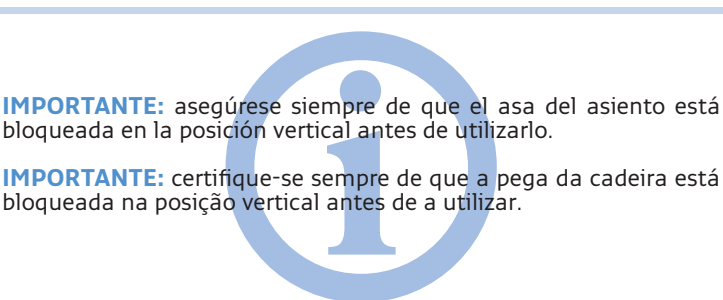 IMPORTANTE: asegúrese siempre de que el asa del asiento está
bloqueada en la posición vertical antes de utilizarlo.
IMPORTANTE: certifique-se sempre de que a pega da cadeira está
bloqueada na posição vertical antes de a utilizar.